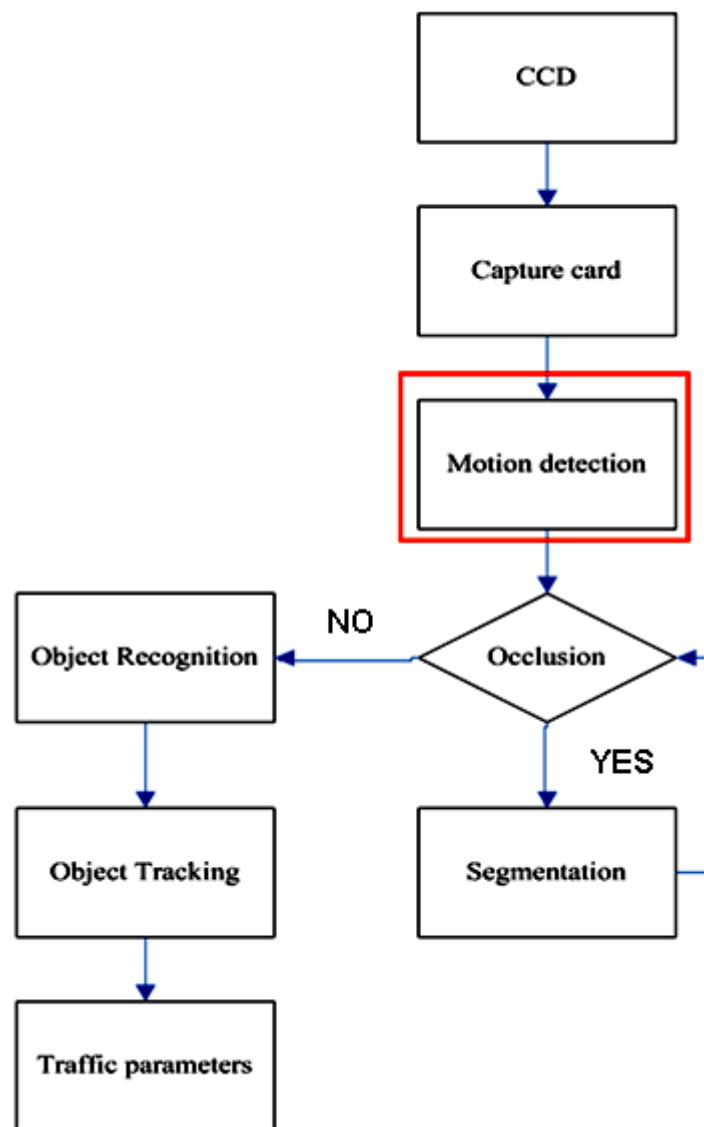 CCD
Capture card
Motion detection
Occlusion
NO
Object Recognition
YES
Object Tracking
Segmentation
Traffic parameters